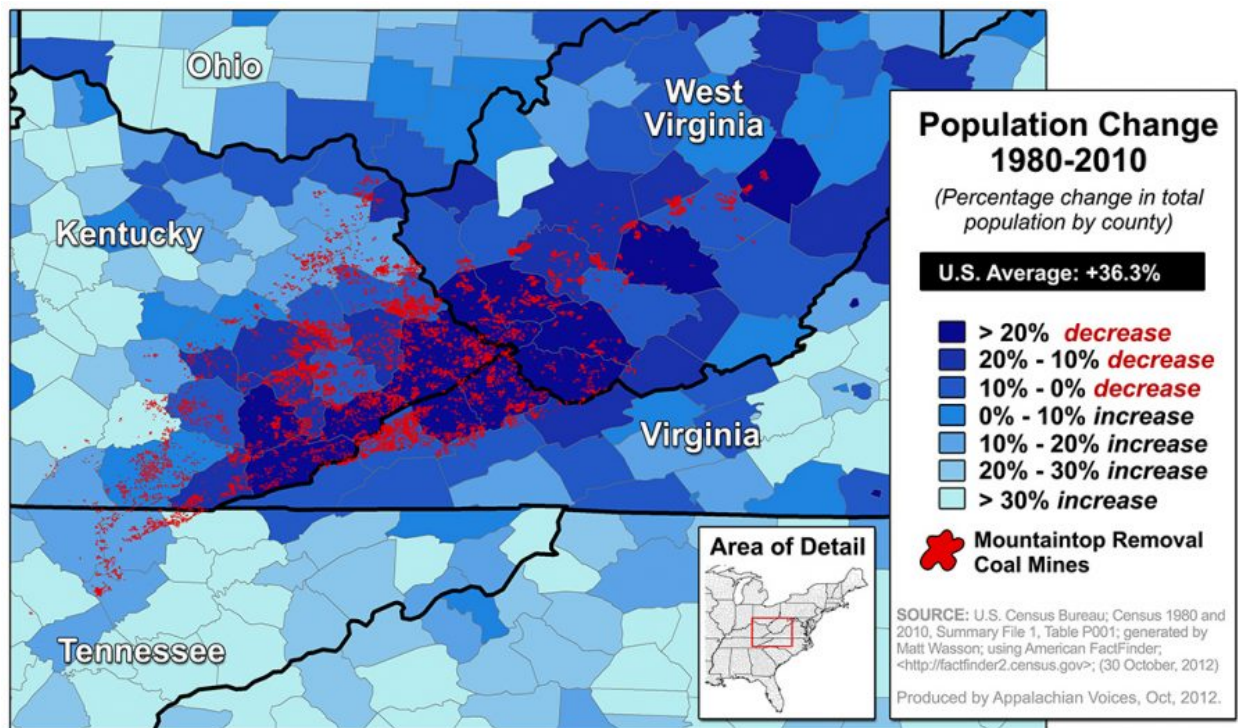 Ohio
West
Virginia
Kentucky
Virginia
Tennessee
Population Change
1980-2010
(Percentage change in total
population by county)
U.S. Average: +36.3%
> 20% decrease
20% - 10% decrease
10% - 0% decrease
0% - 10% increase
10% - 20% increase
20% - 30% increase
> 30% increase
Mountaintop Removal
Coal Mines
Area of Detail
SOURCE: U.S. Census Bureau; Census 1980 and
2010, Summary File 1, Table P001; generated by
Matt Wasson; using American FactFinder;
<http://factfinder2.census.gov>; (30 October, 2012)
Produced by Appalachian Voices, Oct, 2012.